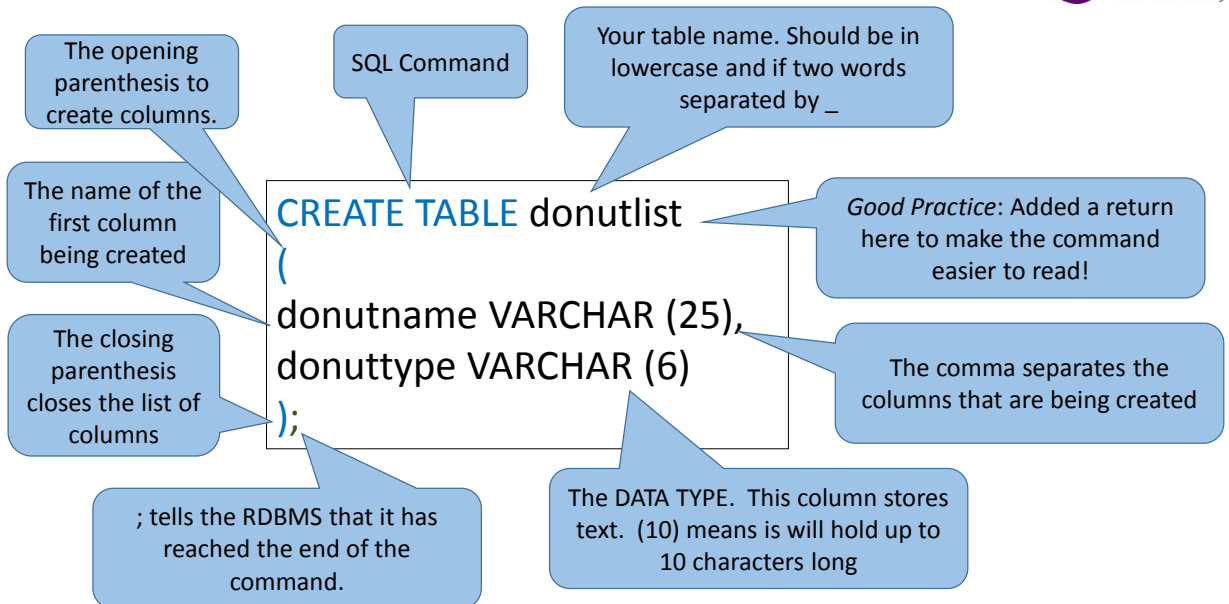 The opening
parenthesis to
create columns.
SQL Command
Your table name. Should be in
lowercase and if two words
separated by _
The name of the
first column
being created
CREATE TABLE donutlist
(
donutname VARCHAR (25),
donuttype VARCHAR (6)
);
Good Practice: Added a return
here to make the command
easier to read!
The closing
parenthesis
closes the list of
columns
The comma separates the
columns that are being created
; tells the RDBMS that it has
reached the end of the
command.
The DATA TYPE. This column stores
text. (10) means is will hold up to
10 characters long